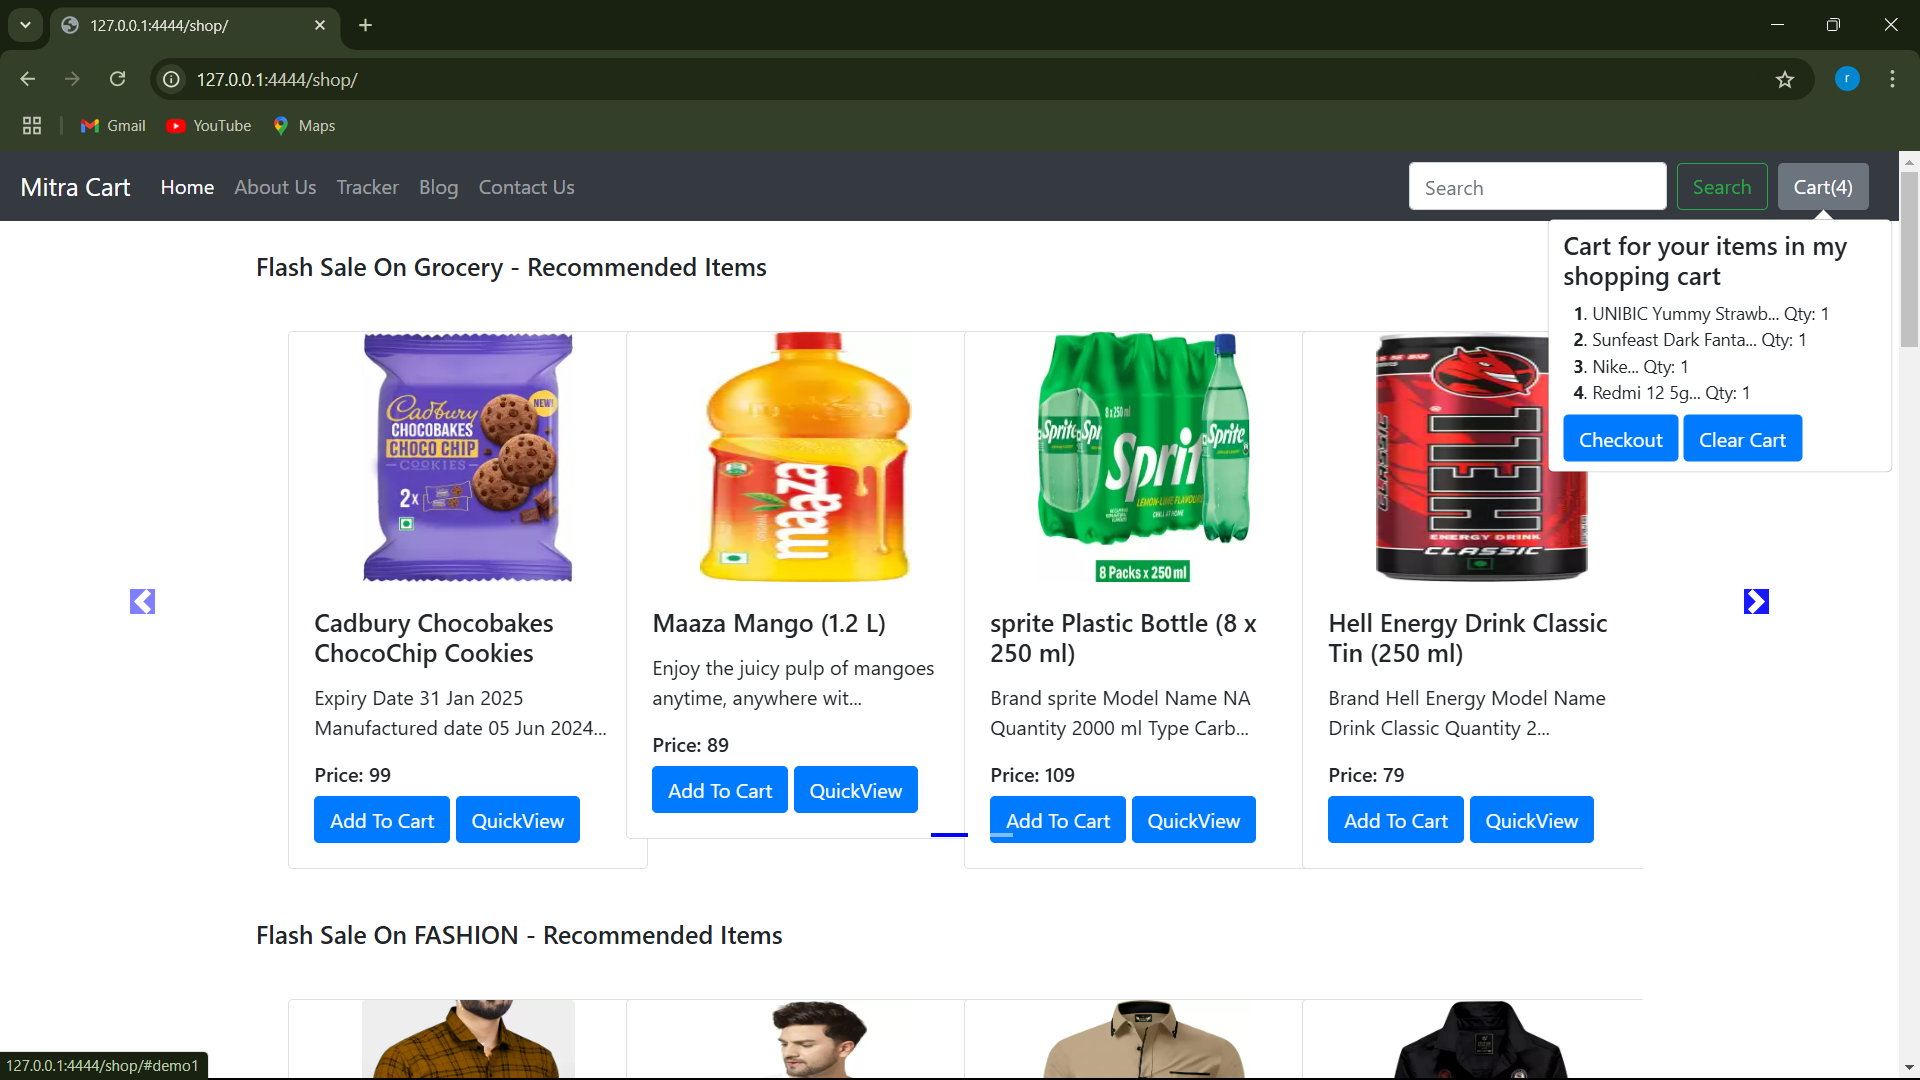 127.0.0.1:4444/shop/
127.0.0.1:4444/shop/
r
Gmail
YouTube
Maps
Mitra Cart
Home
About Us
Tracker
Blog
Contact Us
Search
Search
Cart(4)
Cart for your items in my
shopping cart
1. UNIBIC Yummy Strawb... Qty: 1
2. Sunfeast Dark Fanta... Qty: 1
3. Nike... Qty: 1
4. Redmi 12 5g... Qty: 1
Checkout
Clear Cart
Flash Sale On Grocery - Recommended Items
NEW!
Cadbury
CHOCOBAKES
CHOCO CHIP
-COOKIES-
2x
maaza
8x250ml
Sprite
Spri
Sprit
Sprite
LEMON-LIME FLAVOUR
8 Packs x 250 ml
CLASSIC
HELL
ENERGY DRINK
CLASSIC
Cadbury Chocobakes
ChocoChip Cookies
Expiry Date 31 Jan 2025
Manufactured date 05 Jun 2024...
Price: 99
Add To Cart
QuickView
Maaza Mango (1.2 L)
Enjoy the juicy pulp of mangoes
anytime, anywhere wit...
Price: 89
Add To Cart
QuickView
sprite Plastic Bottle (8 x
250 ml)
Brand sprite Model Name NA
Quantity 2000 ml Type Carb...
Price: 109
Add To Cart
QuickView
Hell Energy Drink Classic
Tin (250 ml)
Brand Hell Energy Model Name
Drink Classic Quantity 2...
Price: 79
Add To Cart
QuickView
Flash Sale On FASHION - Recommended Items
127.0.0.1:4444/shop/#demo1